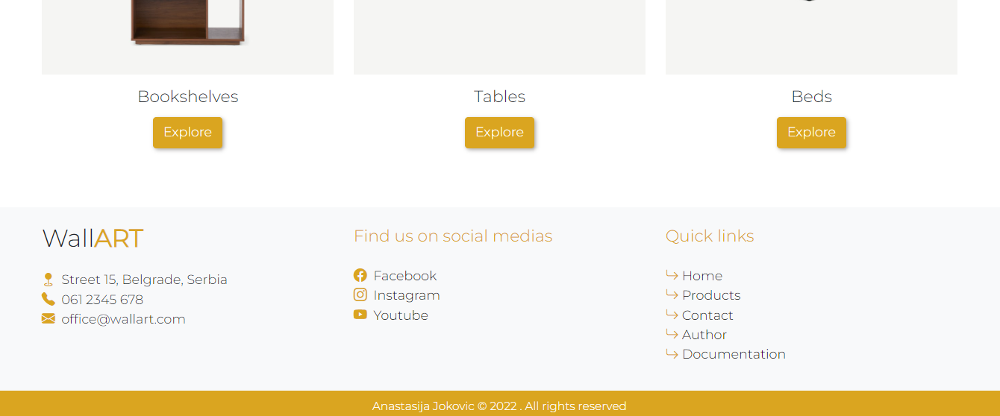 Bookshelves
Tables
Beds
Explore
Explore
Explore
WallART
Street 15, Belgrade, Serbia
061 2345 678
office@wallart.com
Find us on social medias
Facebook
Instagram
Youtube
Quick links
Home
Products
Contact
Author
Documentation
Anastasija Jokovic © 2022 . All rights reserved